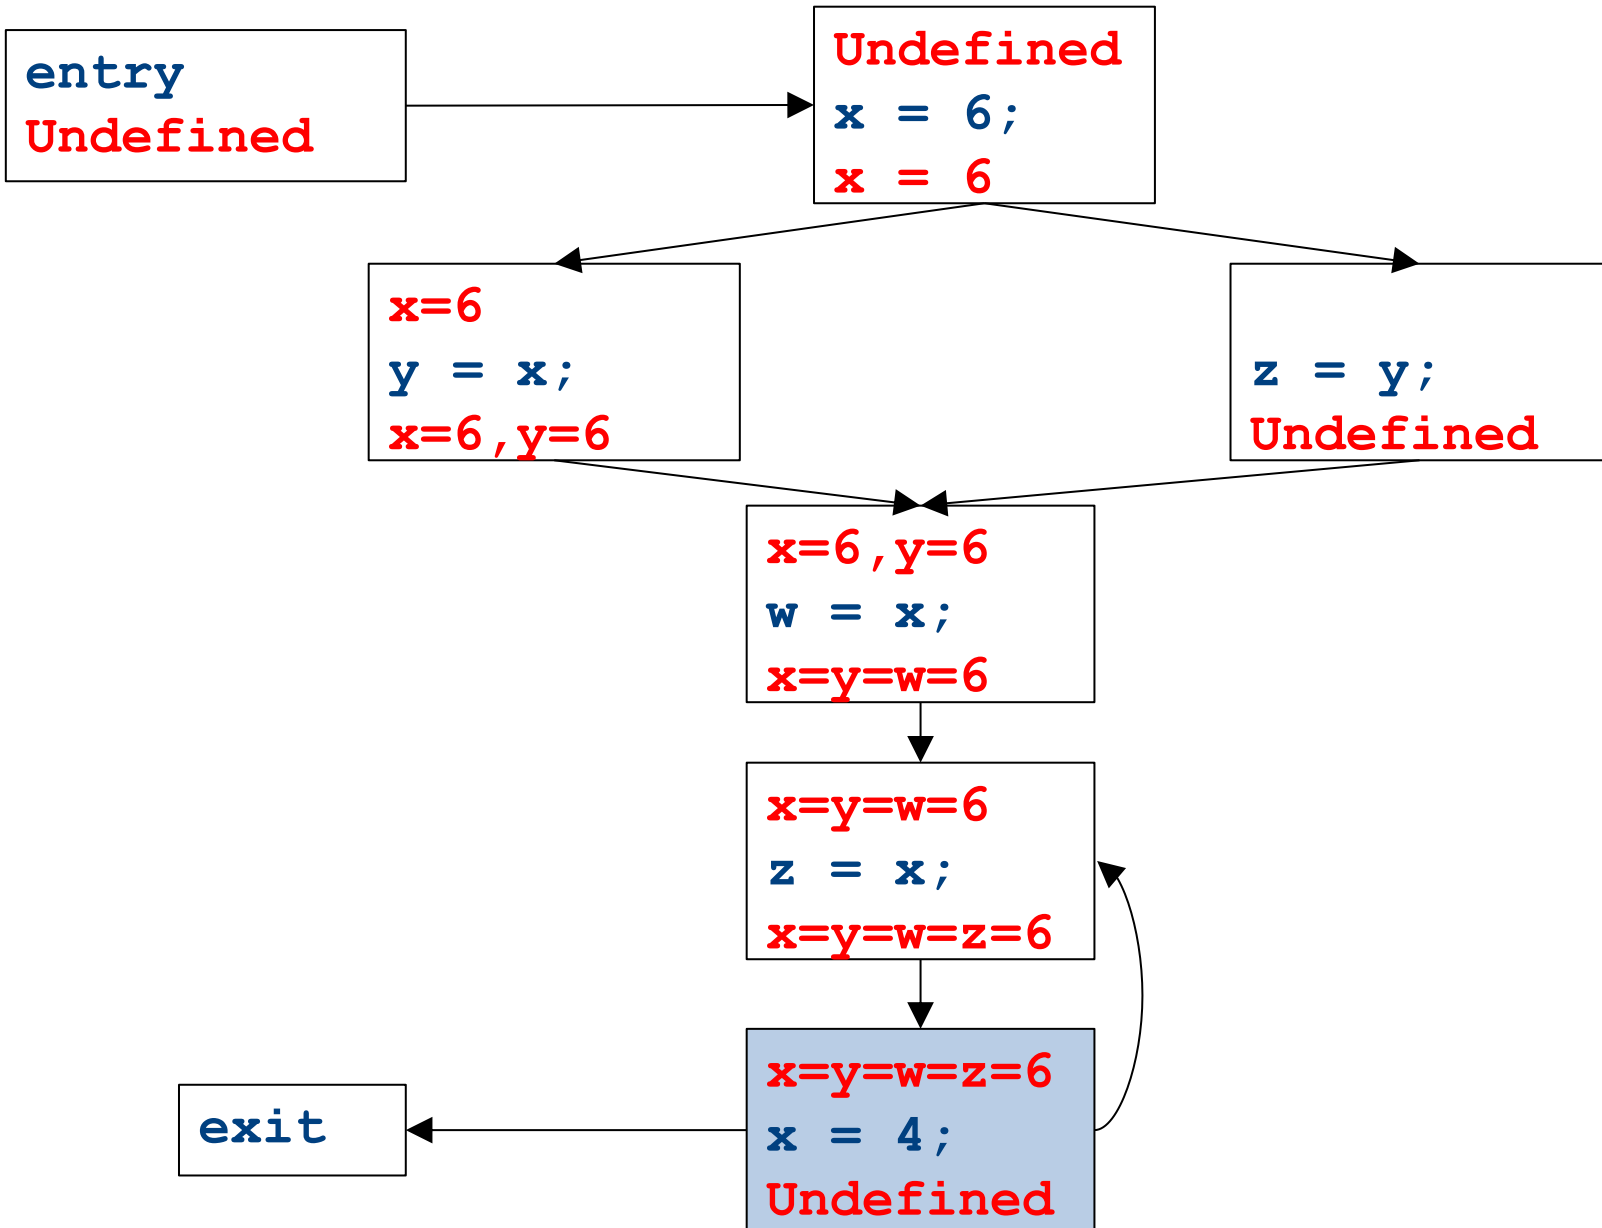 entry
Undefined
Undefined
x = 6;
x = 6
x=6
y = x;
x=6,y=6
z = y;
Undefined
x=6,y=6
w = x;
x=y=w=6
x=y=w=6
z = x;
x=y=w=z=6
x=y=w=z=6
x = 4;
Undefined
exit